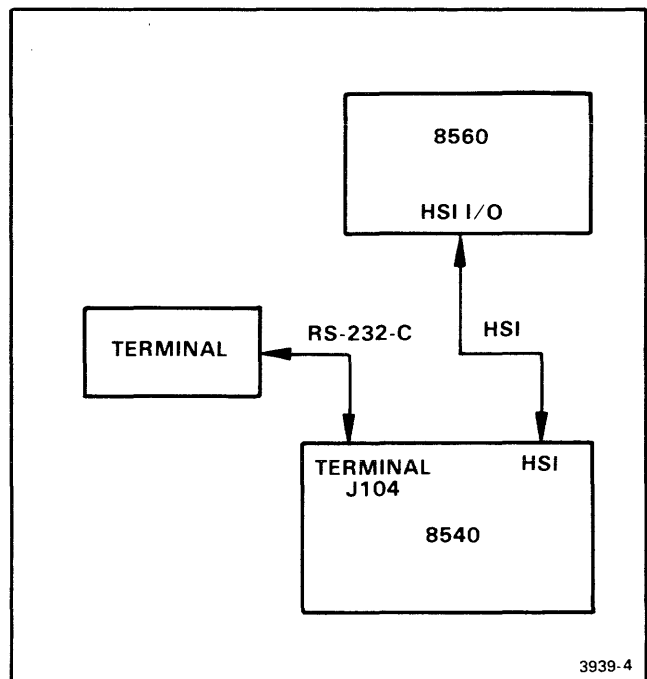 8560
HSI I/O
RS-232-C
HSI
TERMINAL
TERMINAL
J104
HSI
8540
3939-4